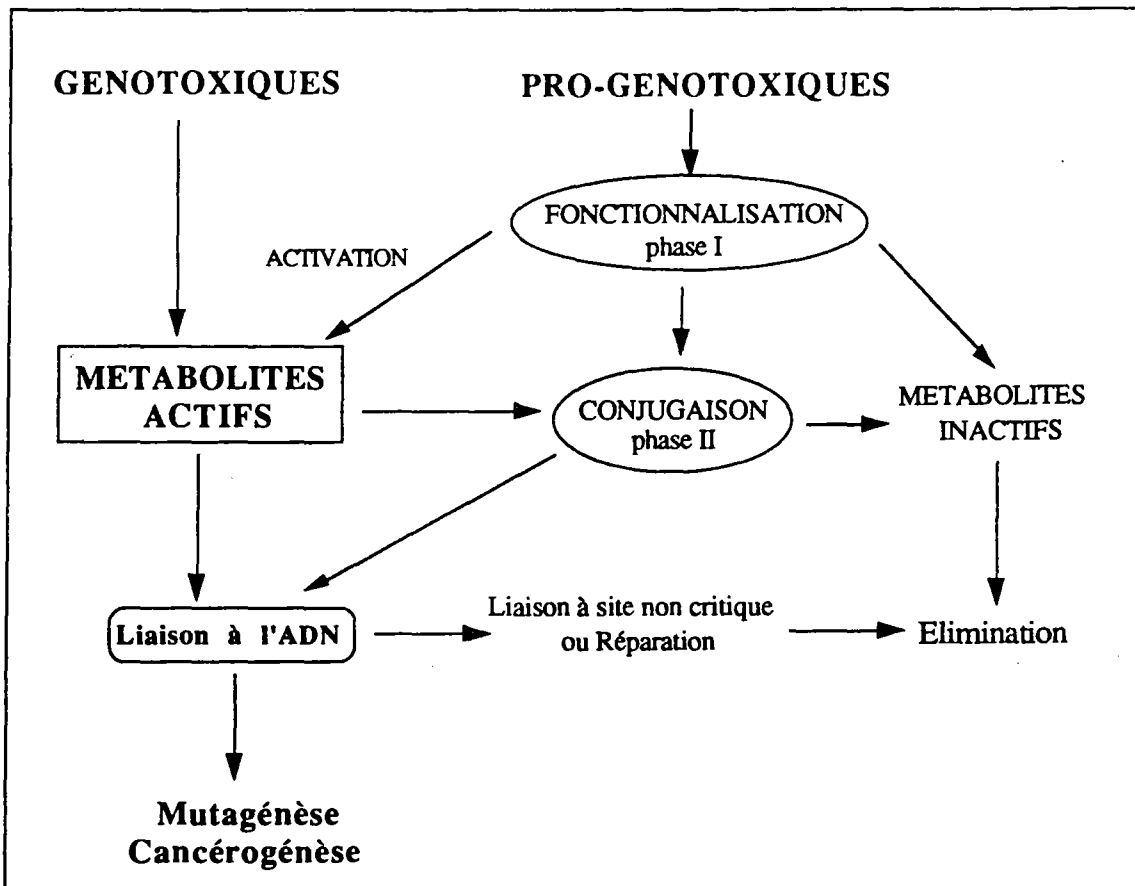 GENOTOXIQUES
PRO-GENOTOXIQUES
FONCTIONNALISATION
phase I
ACTIVATION
METABOLITES
ACTIFS
CONJUGAISON
phase II
METABOLITES
INACTIFS
Liaison à l'ADN
Liaison à site non critique
ou Réparation
Elimination
Mutagénèse
Cancérogénèse